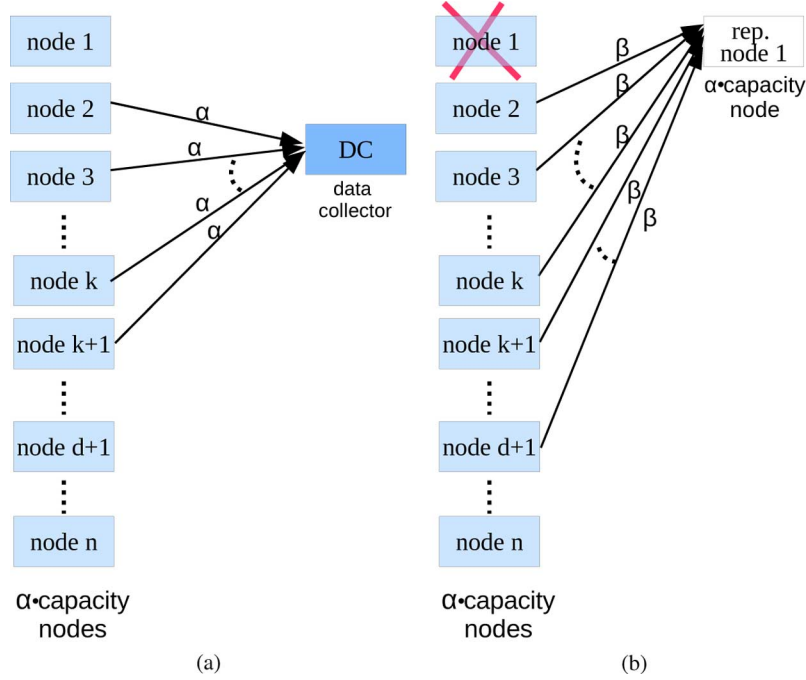 node 1
node 2
node 3
node k
node k+1
node d+1
node n
α•capacity
nodes
α
α
α
α
DC
data
collector
(a)
node 1
node 2
node 3
node k
node k+1
node d+1
node n
α•capacity
nodes
β
β
β
β
β
rep.
node 1
α•capacity
node
(b)